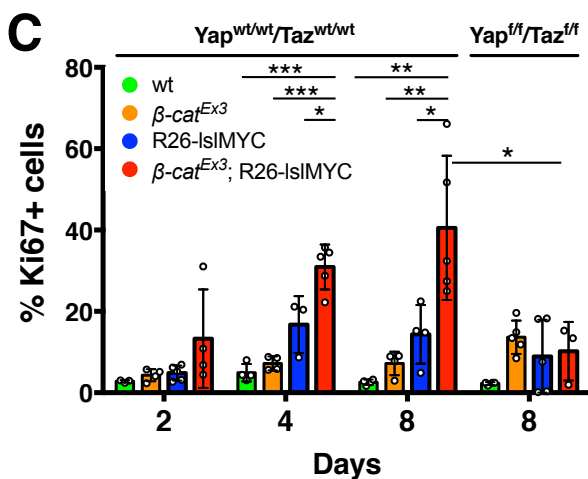 C
Yap^wt/wt/Taz^wt/wt Yap^f/f/Taz^f/f
80
60
40
20
0
% Ki67+ cells
wt
β-cat^Ex3
R26-lslMYC
β-cat^Ex3; R26-lslMYC
*** **
*** **
* *
*
2 4 8 8
Days